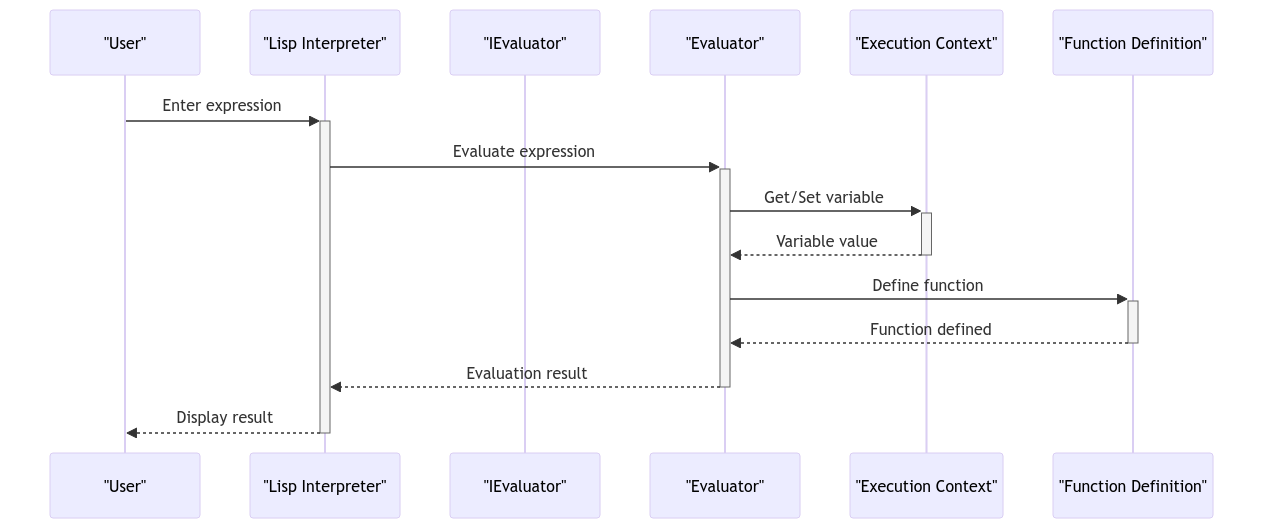 "User"
"Lisp Interpreter"
"IEvaluator"
"Evaluator"
"Execution Context"
"Function Definition"
Enter expression
Evaluate expression
Get/Set variable
Variable value
Define function
Function defined
Evaluation result
Display result
"User"
"Lisp Interpreter"
"IEvaluator"
"Evaluator"
"Execution Context"
"Function Definition"